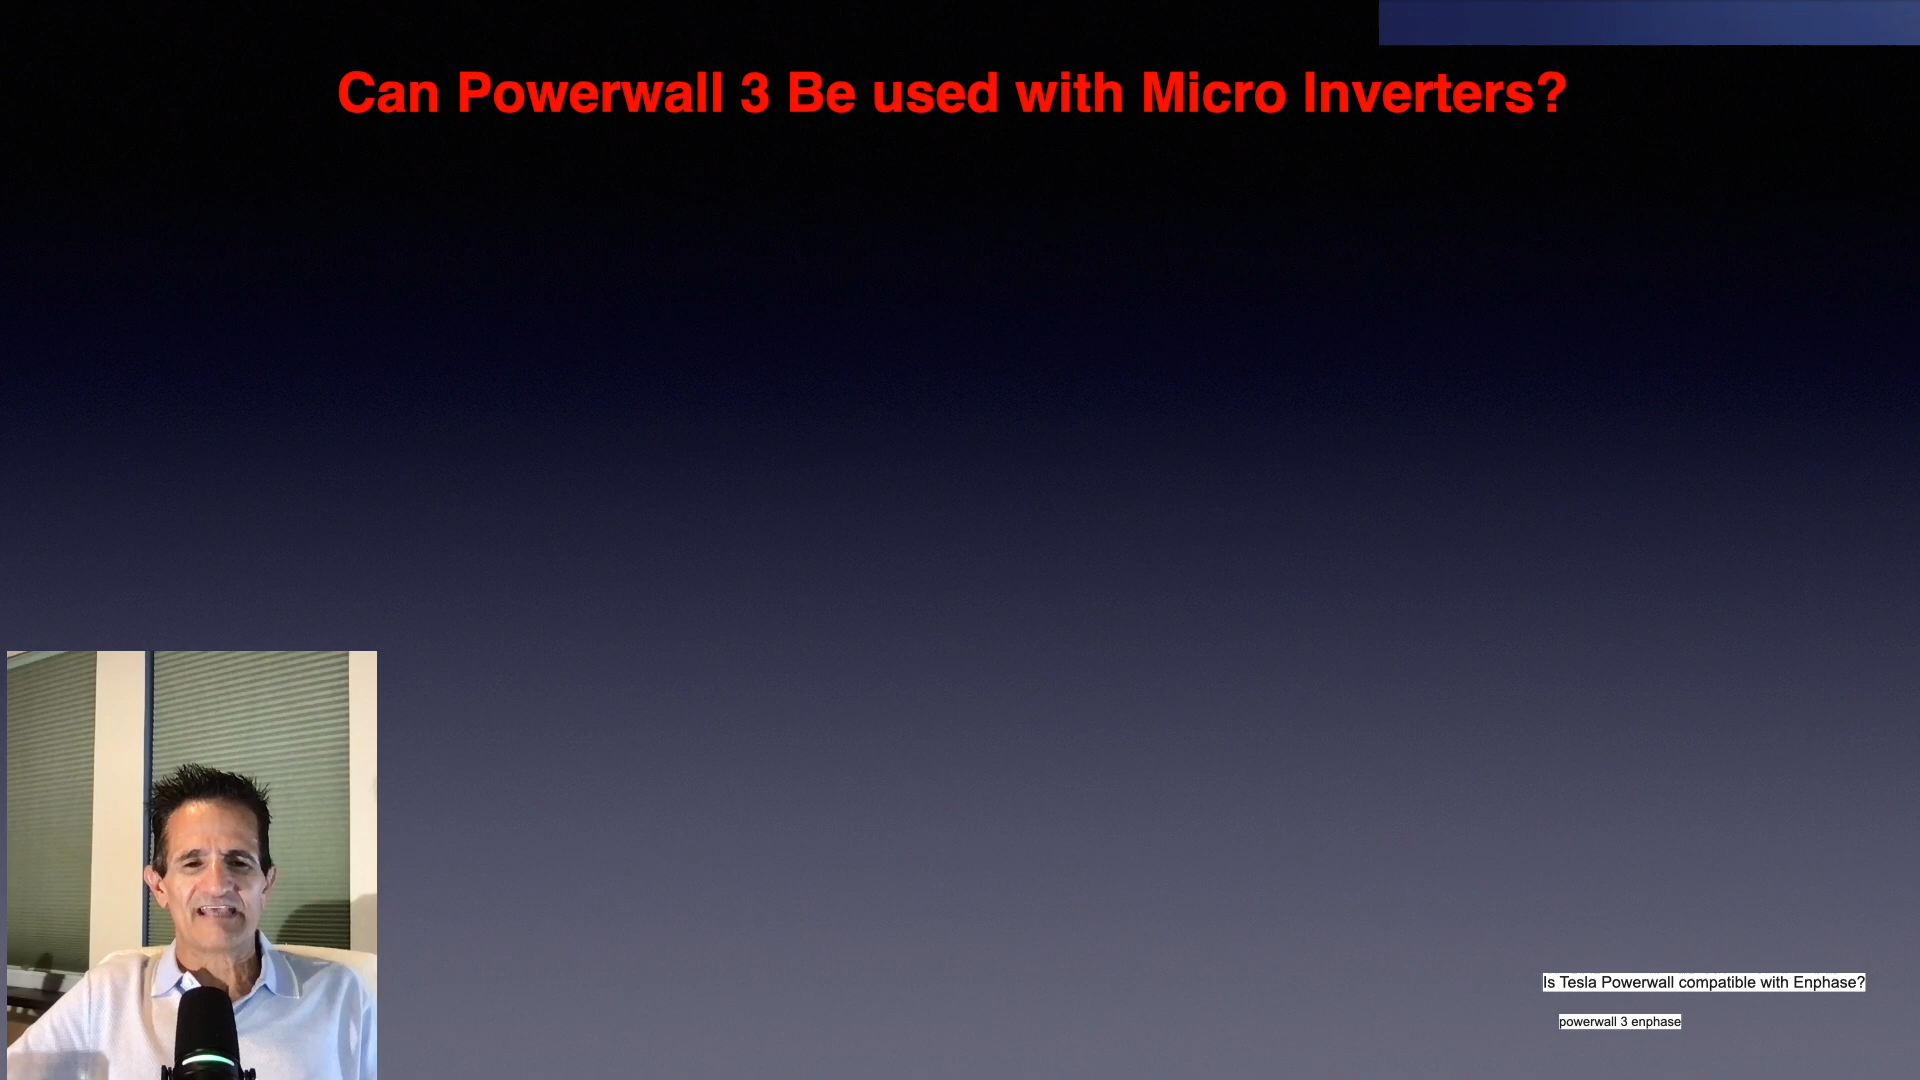 Can Powerwall 3 Be used with Micro Inverters?
Is Tesla Powerwall compatible with Enphase?
powerwall 3 enphase